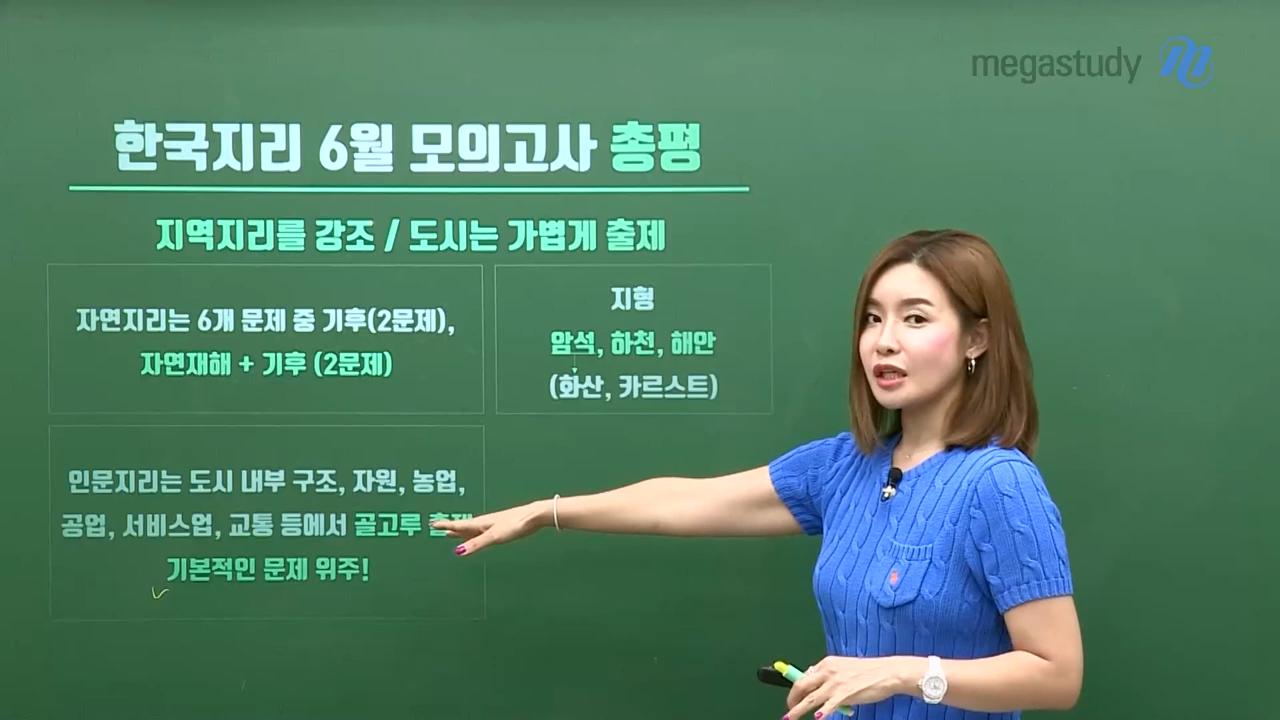 megastudy
한국지리 6월 모의고사 총평
지역지리를 강조 / 도시는 가볍게 출제
자연지리는 6개 문제 중 기후(2문제),
자연재해 + 기후 (2문제)
지형
암석, 하천, 해안
(화산, 카르스트)
인문지리는 도시 내부 구조, 자원, 농업,
공업, 서비스업, 교통 등에서 골고루
기본적인 문제 위주!